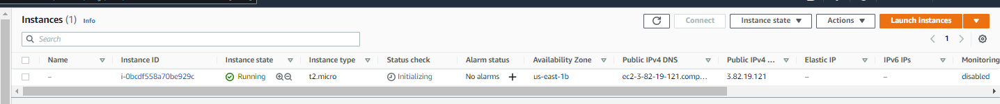 Instances (1) Info
Connect Instance state Actions Launch instances
Search
1
Name Instance ID Instance state Instance type Status check Alarm status Availability Zone Public IPv4 DNS Public IPv4 ... Elastic IP IPv6 IPs Monitoring
– i-0bcdf558a70be929c Running t2.micro Initializing No alarms + us-east-1b ec2-3-82-19-121.comp... 3.82.19.121 – – disabled